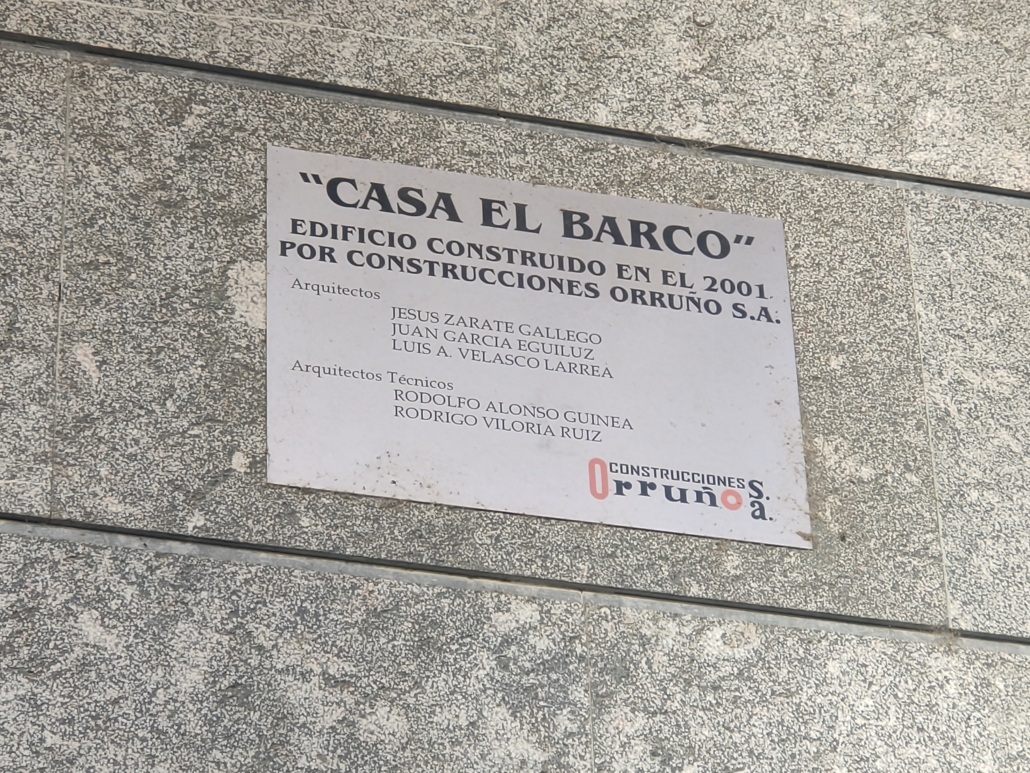 "CASA EL BARCO"
EDIFICIO CONSTRUIDO EN EL 2001
POR CONSTRUCCIONES ORRUÑO S.A.
Arquitectos
JESUS ZARATE GALLEGO
JUAN GARCIA EGUILUZ
LUIS A. VELASCO LARREA
Arquitectos Técnicos
RODOLFO ALONSO GUINEA
RODRIGO VILORIA RUIZ
CONSTRUCCIONES
Orruño s.a.